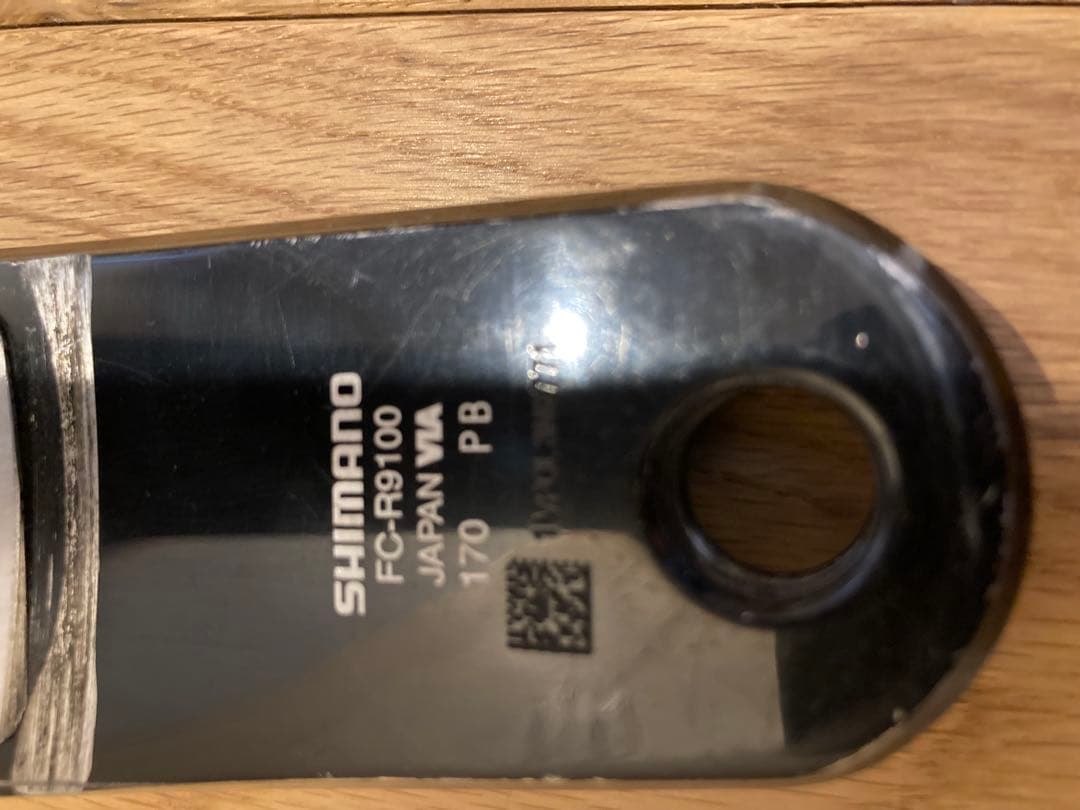 SHIMANO
FC-R9100
JAPAN VIA
170 PB